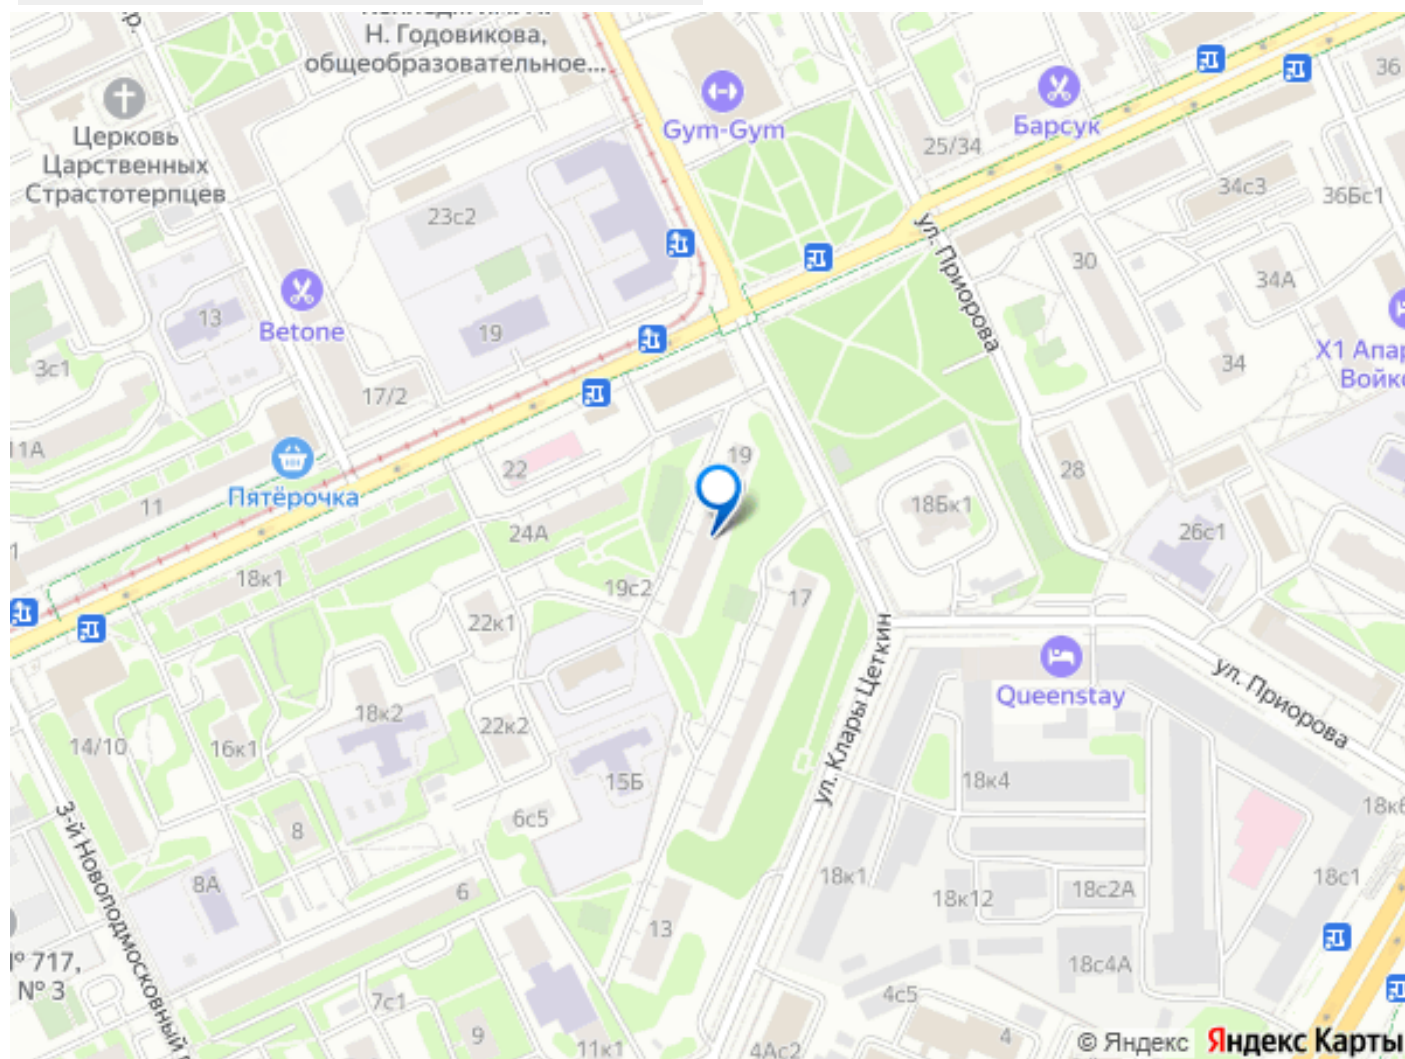 Н. Годовикова,
общеобразовательное...
36
Gym-Gym
Барсук
Церковь
Царственных
Страстотерпцев
25/34
34с3
36Бс1
23с2
ул. Приорова
30
34А
13
Betone
19
3с1
17/2
34
Х1 Апар
Войко
11А
Пятёрочка
11
22
19
28
24А
18Бк1
26с1
18к1
19с2
17
22к1
ул. Клары Цеткин
Queenstay
ул. Приорова
14/10
16к1
18к2
22к2
15Б
18к4
18к6
3-й Новоподмосковный
8
6с5
8А
6
18к1
18к12
18с2А
18с1
13
№ 717,
№ 3
18с4А
7с1
9
11к1
4Ас2
4с5
4
© Яндекс Яндекс Карты